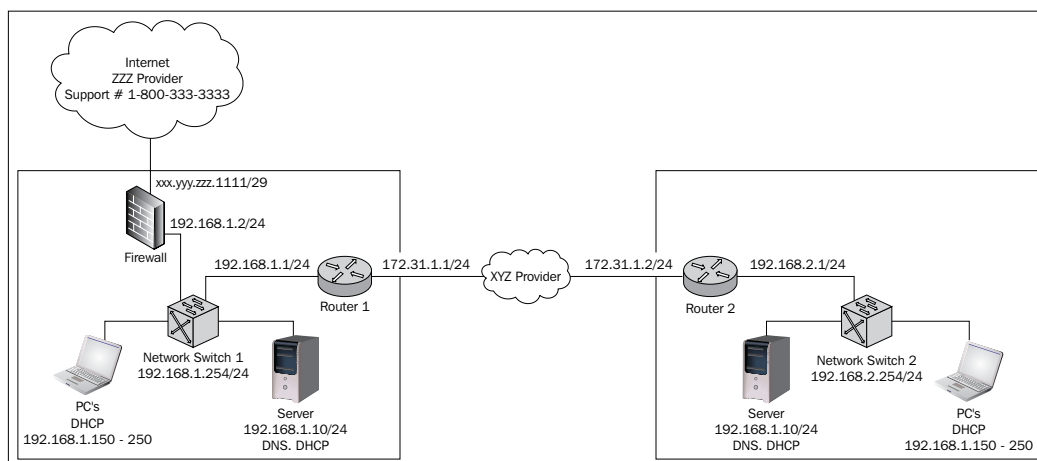 Internet
ZZZ Provider
Support # 1-800-333-3333
xxx.yyy.zzz.1111/29
192.168.1.2/24
Firewall
192.168.1.1/24
172.31.1.1/24
XYZ Provider
172.31.1.2/24
192.168.2.1/24
Router 1
Router 2
Network Switch 1
192.168.1.254/24
Network Switch 2
192.168.2.254/24
PC's
DHCP
192.168.1.150 - 250
Server
192.168.1.10/24
DNS. DHCP
Server
192.168.1.10/24
DNS. DHCP
PC's
DHCP
192.168.1.150 - 250